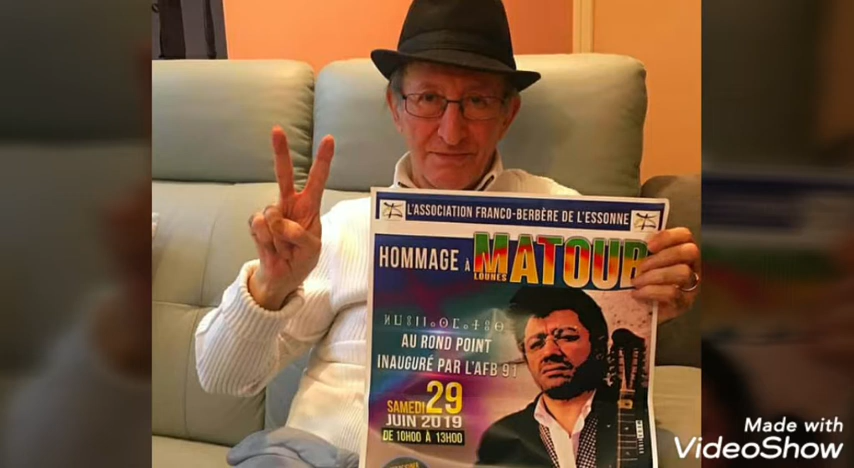 L'ASSOCIATION FRANCO-BERBÈRE DE L'ESSONNE
HOMMAGE À MATOUB
LOUNES
AU ROND POINT
INAUGURÉ PAR L'AFB 91
SAMEDI 29
JUIN 2019
DE 10H00 À 13H00
Made with
VideoShow